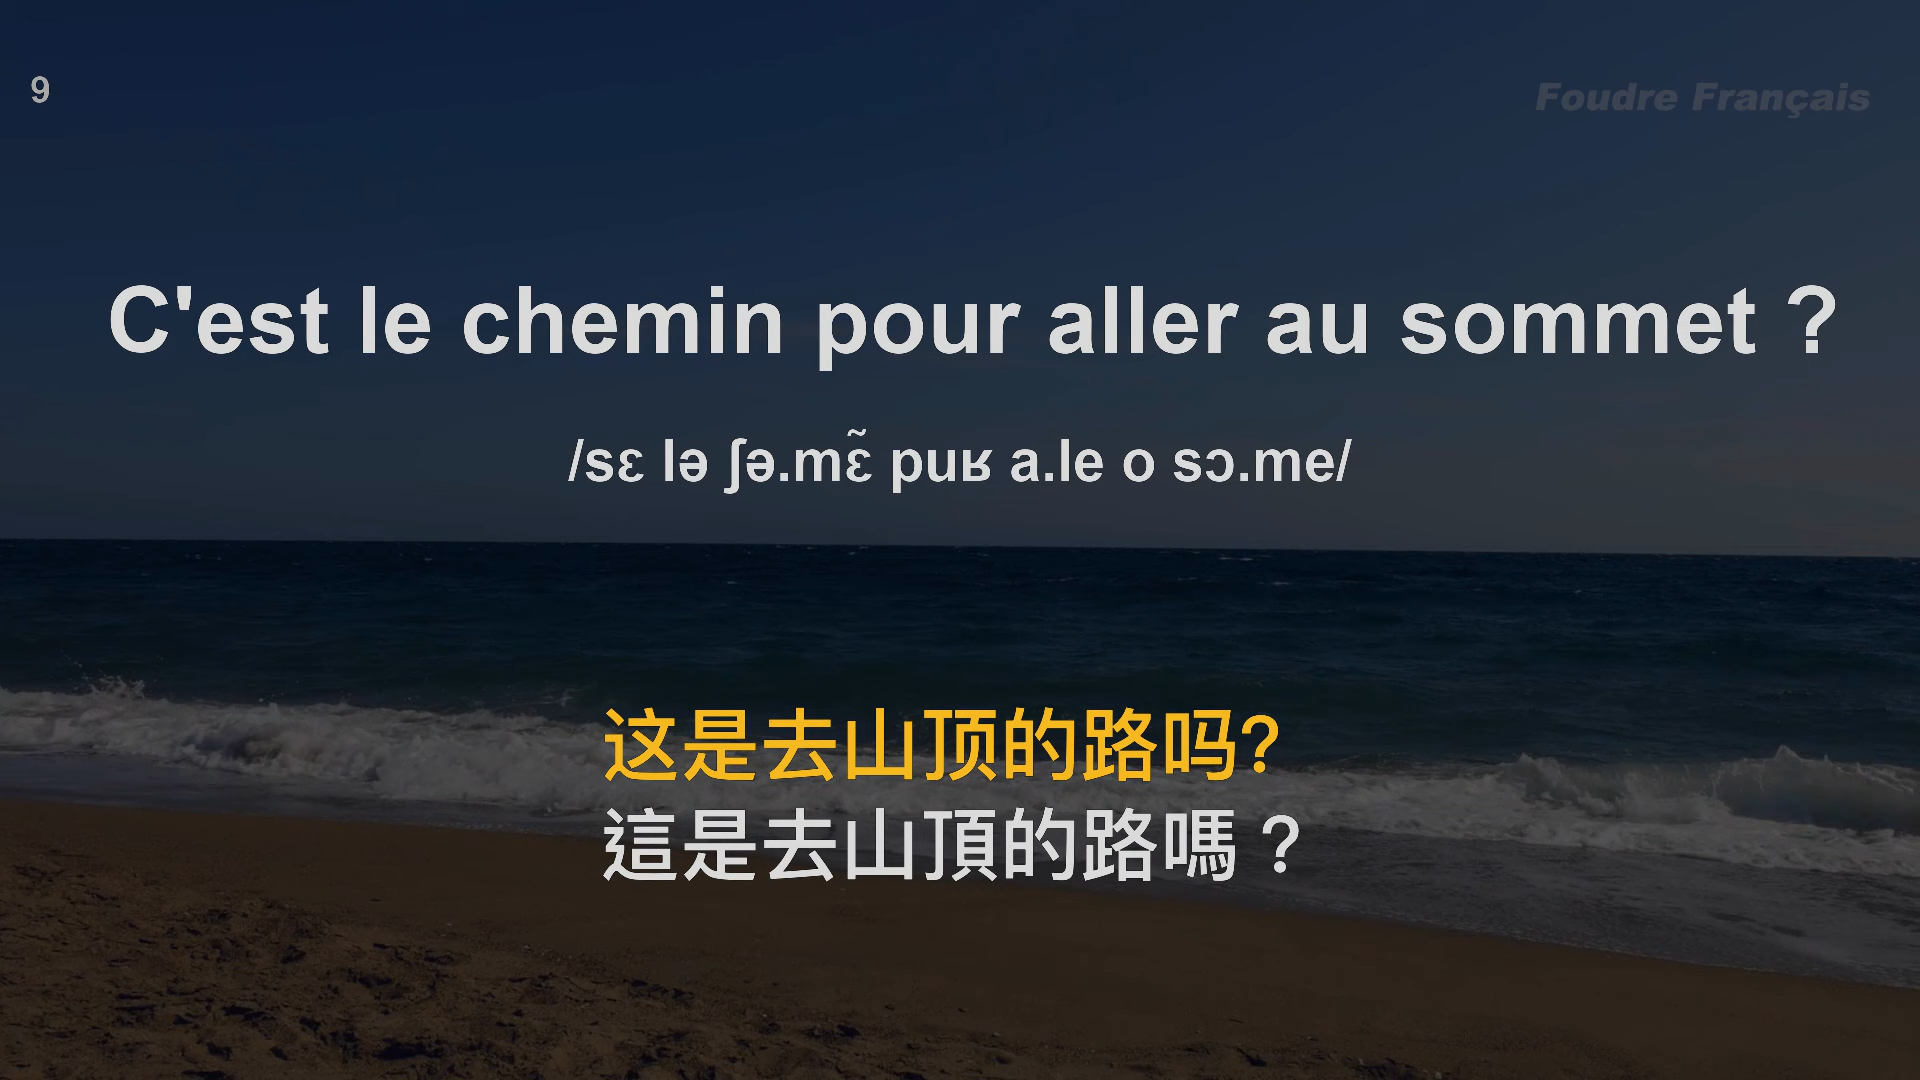 9
Foudre Français
C'est le chemin pour aller au sommet ?
/sɛ lə ʃə.mɛ̃ puʁ a.le o sɔ.me/
这是去山顶的路吗?
這是去山頂的路嗎？